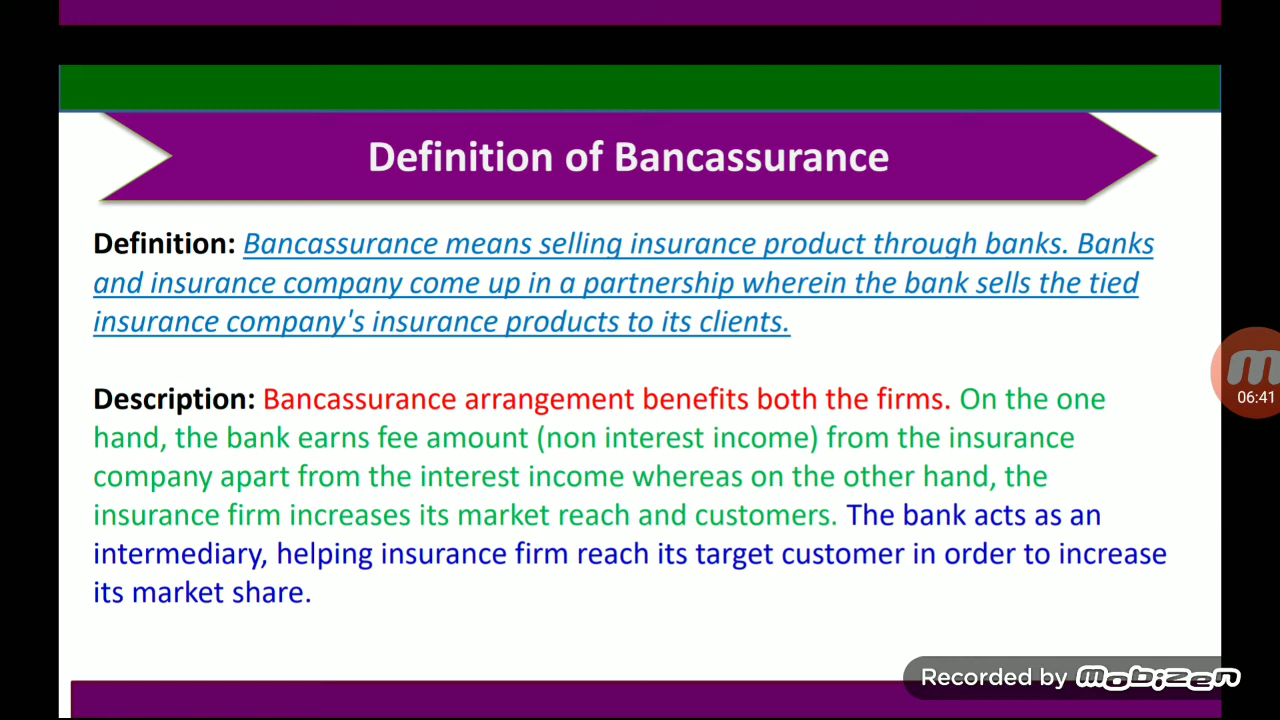 Definition of Bancassurance
Definition: Bancassurance means selling insurance product through banks. Banks
and insurance company come up in a partnership wherein the bank sells the tied
insurance company's insurance products to its clients.
Description: Bancassurance arrangement benefits both the firms. On the one
hand, the bank earns fee amount (non interest income) from the insurance
company apart from the interest income whereas on the other hand, the
insurance firm increases its market reach and customers. The bank acts as an
intermediary, helping insurance firm reach its target customer in order to increase
its market share.
06:41
Recorded by mobizen